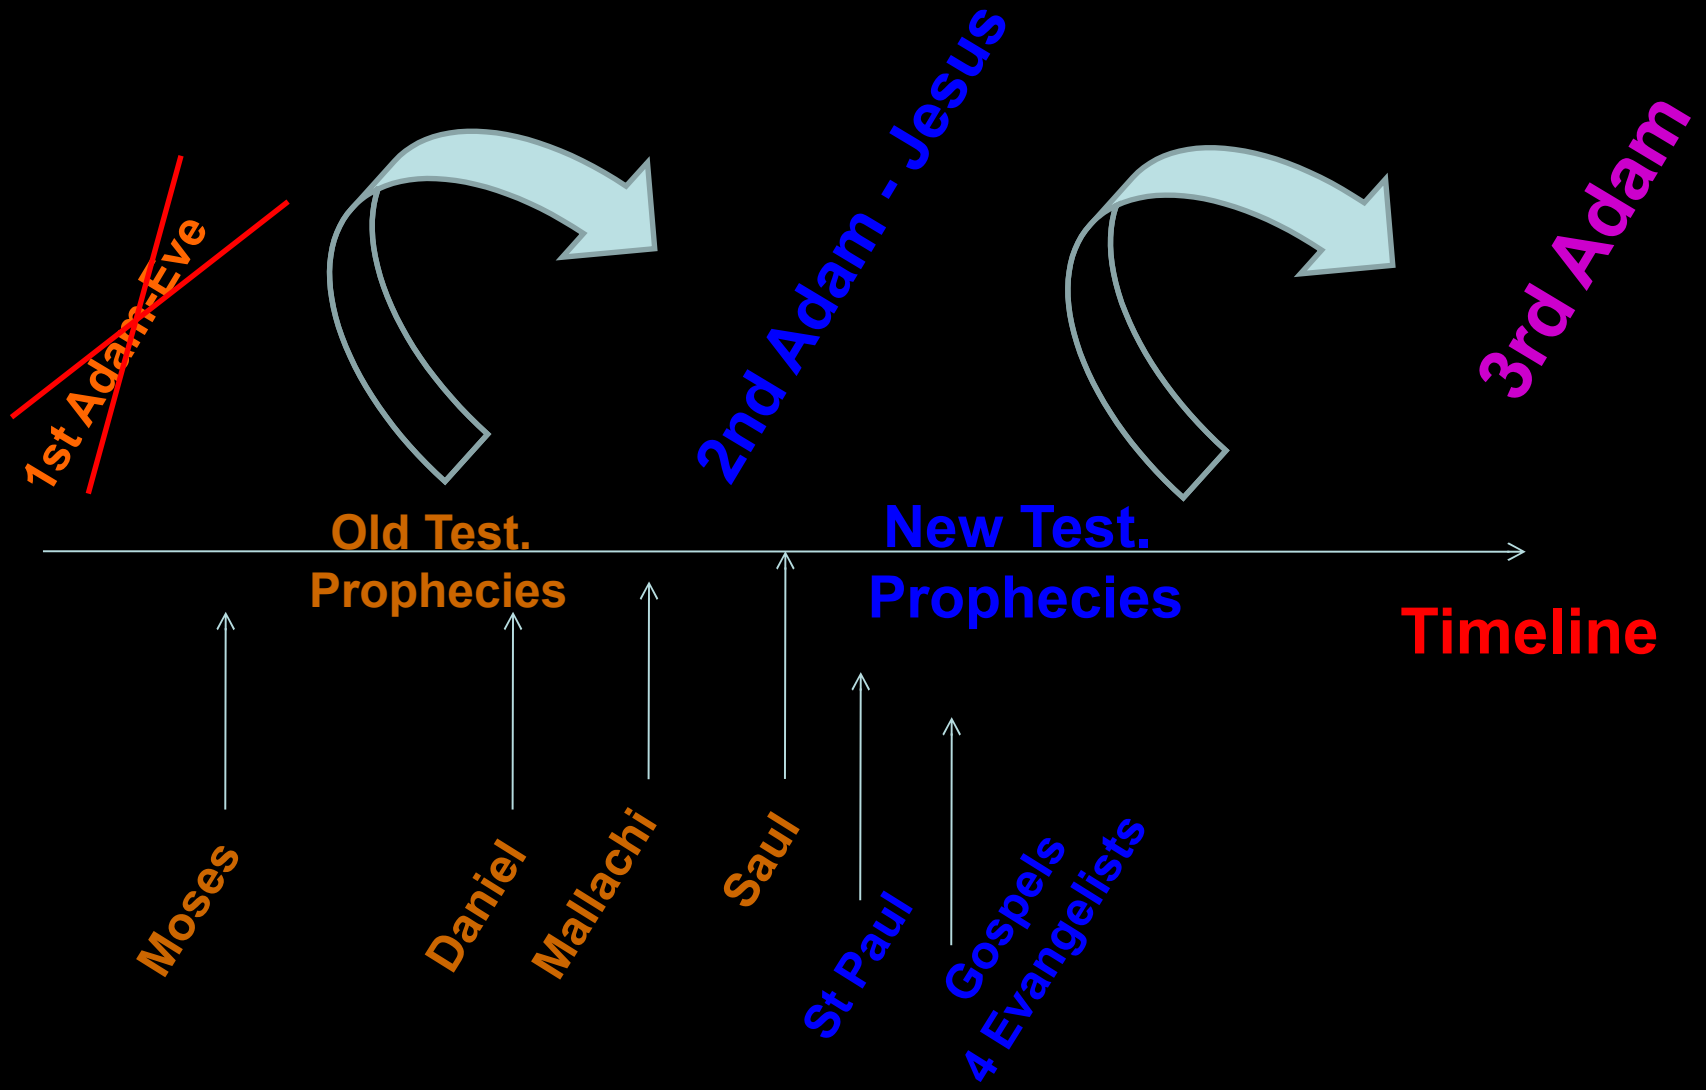 1st Adam-Eve
2nd Adam - Jesus
3rd Adam
Old Test.
Prophecies
New Test.
Prophecies
Timeline
Moses
Daniel
Mallachi
Saul
St Paul
Gospels
4 Evangelists